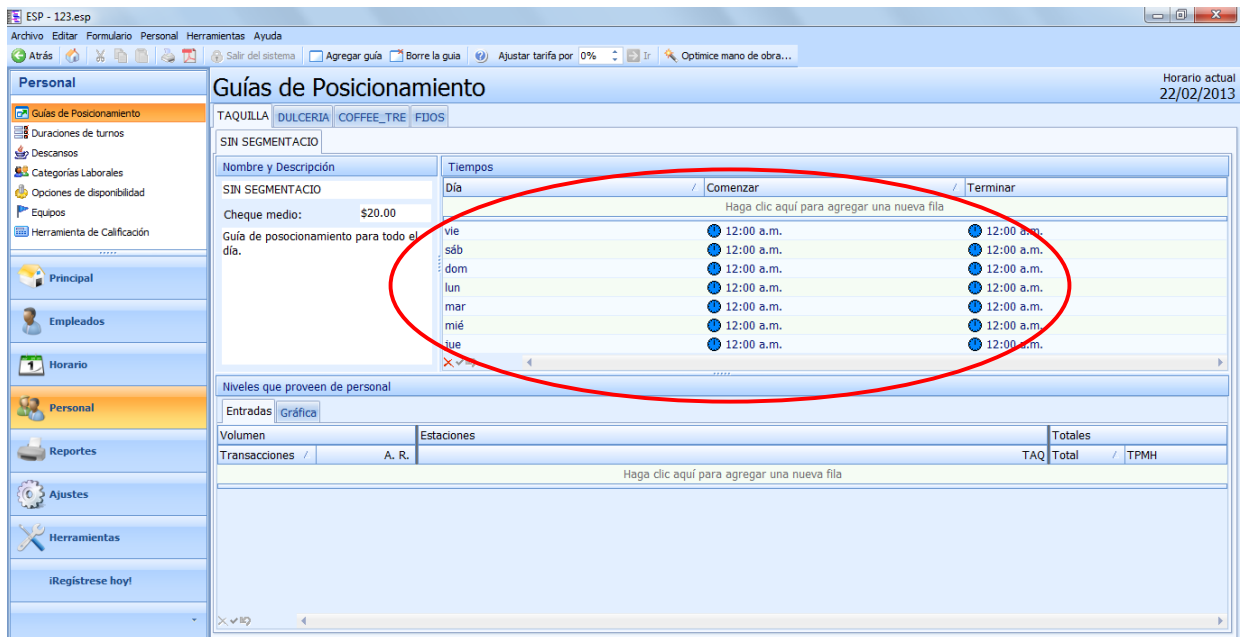 ESP - 123.esp
Archivo Editar Formulario Personal Herramientas Ayuda
Atrás Salir del sistema Agregar guía Borre la guia Ajustar tarifa por 0% Ir Optimice mano de obra...
Personal
Guías de Posicionamiento
Duraciones de turnos
Descansos
Categorías Laborales
Opciones de disponibilidad
Equipos
Herramienta de Calificación
Principal
Empleados
Horario
Personal
Reportes
Ajustes
Herramientas
¡Regístrese hoy!
Guías de Posicionamiento
Horario actual
22/02/2013
TAQUILLA DULCERIA COFFEE_TRE FIJOS
SIN SEGMENTACIO
Nombre y Descripción
SIN SEGMENTACIO
Cheque medio: $20.00
Guía de posocionamiento para todo el
día.
Tiempos
Día Comenzar Terminar
Haga clic aquí para agregar una nueva fila
vie 12:00 a.m. 12:00 a.m.
sáb 12:00 a.m. 12:00 a.m.
dom 12:00 a.m. 12:00 a.m.
lun 12:00 a.m. 12:00 a.m.
mar 12:00 a.m. 12:00 a.m.
mié 12:00 a.m. 12:00 a.m.
jue 12:00 a.m. 12:00 a.m.
Niveles que proveen de personal
Entradas Gráfica
Volumen Estaciones Totales
Transacciones A. R. TAQ Total TPMH
Haga clic aquí para agregar una nueva fila